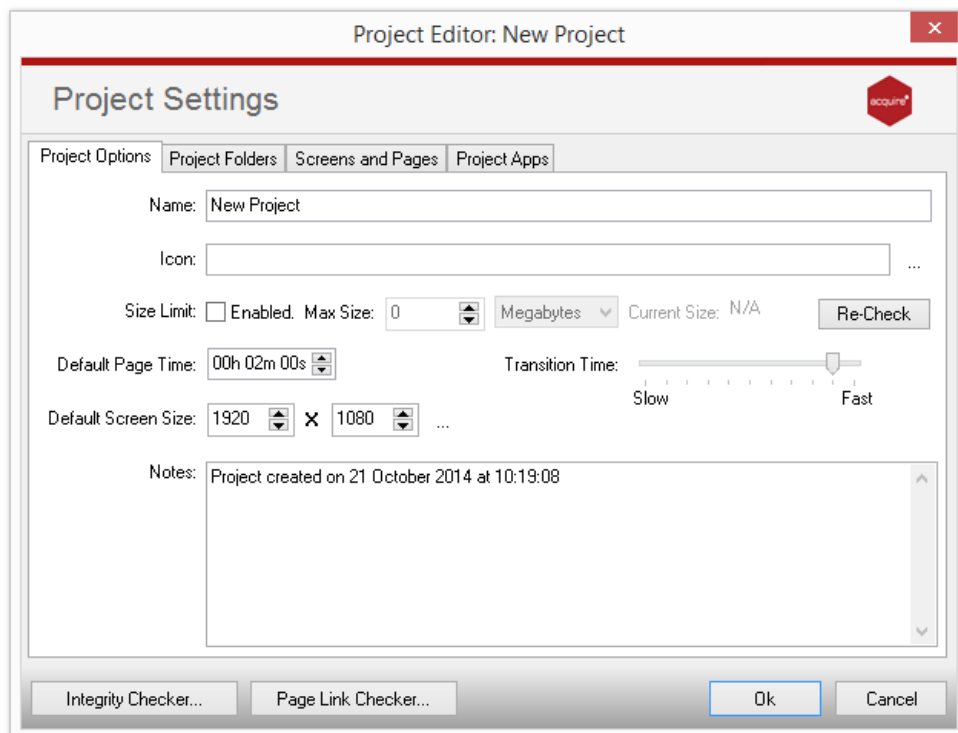 Project Editor: New Project
Project Settings
acquire
Project Options Project Folders Screens and Pages Project Apps
Name: New Project
Icon: ...
Size Limit: Enabled. Max Size: 0 Megabytes Current Size: N/A Re-Check
Default Page Time: 00h 02m 00s Transition Time:
Slow Fast
Default Screen Size: 1920 X 1080 ...
Notes: Project created on 21 October 2014 at 10:19:08
Integrity Checker... Page Link Checker... Ok Cancel